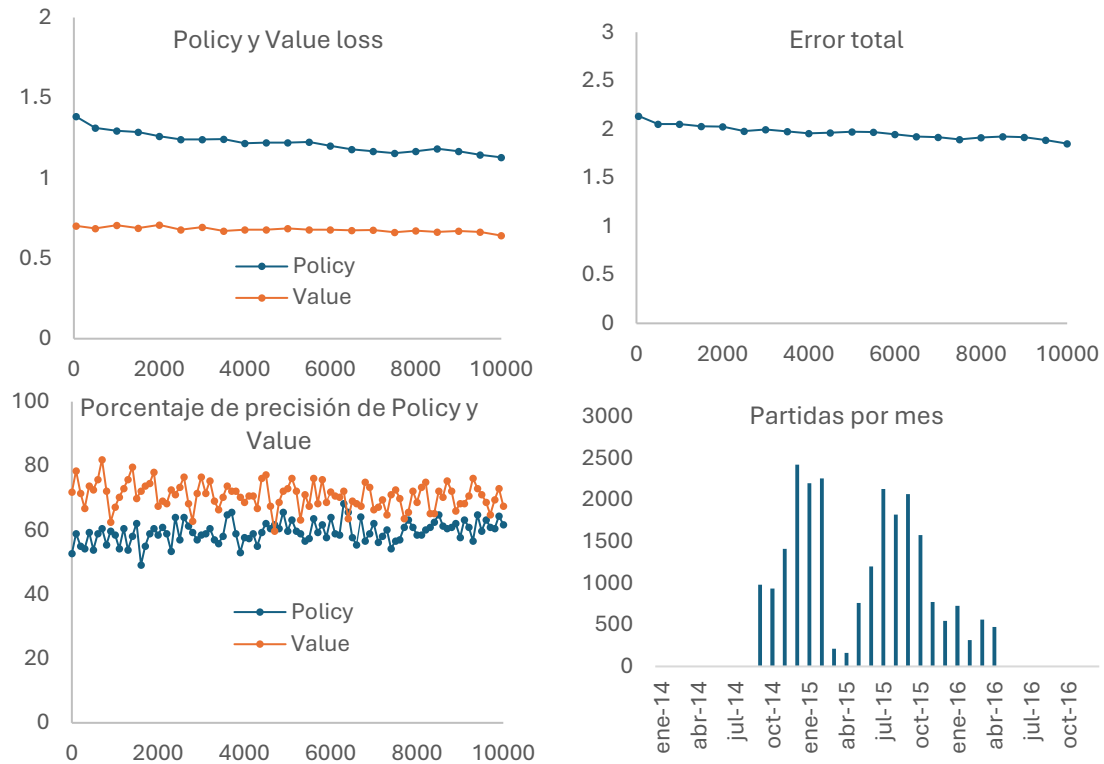 Policy y Value loss
2
1.5
1
0.5
0
0 2000 4000 6000 8000 10000
Policy
Value
Error total
3
2.5
2
1.5
1
0.5
0
0 2000 4000 6000 8000 10000
Porcentaje de precisión de Policy y
Value
100
80
60
40
20
0
0 2000 4000 6000 8000 10000
Policy
Value
Partidas por mes
3000
2500
2000
1500
1000
500
0
ene-14
abr-14
jul-14
oct-14
ene-15
abr-15
jul-15
oct-15
ene-16
abr-16
jul-16
oct-16